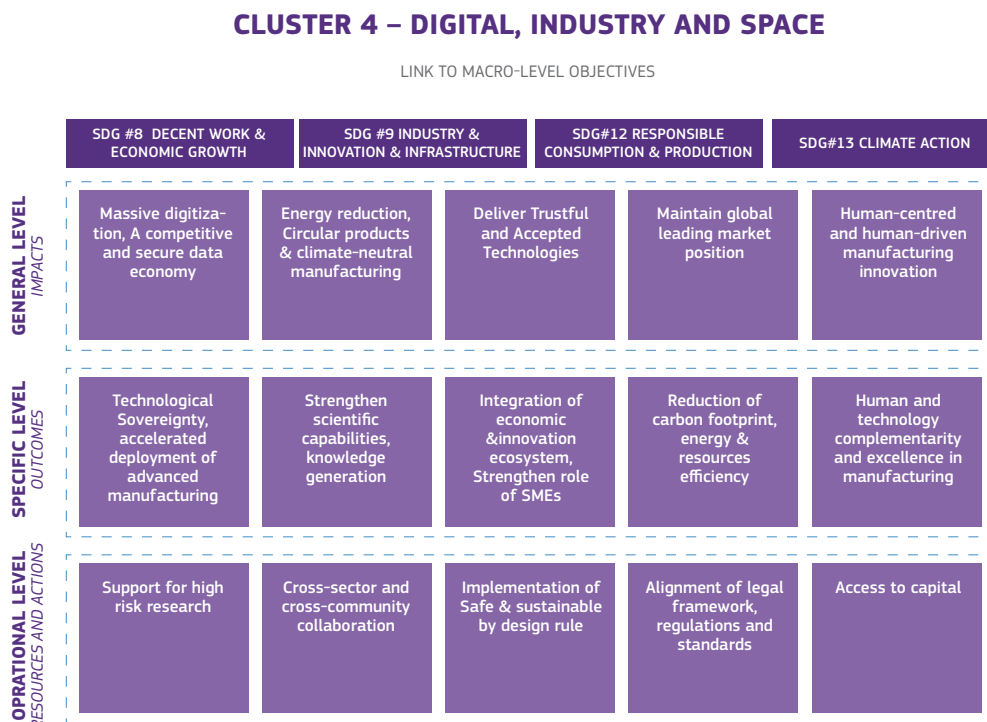 CLUSTER 4 – DIGITAL, INDUSTRY AND SPACE
LINK TO MACRO-LEVEL OBJECTIVES
SDG #8 DECENT WORK &
ECONOMIC GROWTH
SDG #9 INDUSTRY &
INNOVATION & INFRASTRUCTURE
SDG#12 RESPONSIBLE
CONSUMPTION & PRODUCTION
SDG#13 CLIMATE ACTION
GENERAL LEVEL
IMPACTS
Massive digitiza-
tion, A competitive
and secure data
economy
Energy reduction,
Circular products
& climate-neutral
manufacturing
Deliver Trustful
and Accepted
Technologies
Maintain global
leading market
position
Human-centred
and human-driven
manufacturing
innovation
SPECIFIC LEVEL
OUTCOMES
Technological
Sovereignty,
accelerated
deployment of
advanced
manufacturing
Strengthen
scientific
capabilities,
knowledge
generation
Integration of
economic
&innovation
ecosystem,
Strengthen role
of SMEs
Reduction of
carbon footprint,
energy &
resources
efficiency
Human and
technology
complementarity
and excellence in
manufacturing
OPRATIONAL LEVEL
RESOURCES AND ACTIONS
Support for high
risk research
Cross-sector and
cross-community
collaboration
Implementation of
Safe & sustainable
by design rule
Alignment of legal
framework,
regulations and
standards
Access to capital